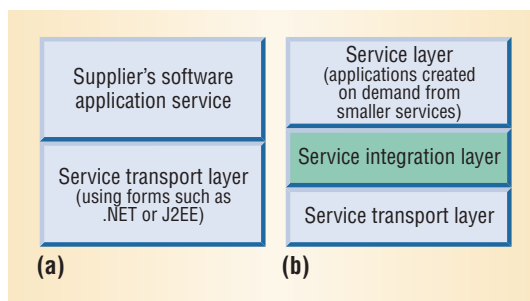 Supplier's software
application service
Service transport layer
(using forms such as
.NET or J2EE)
(a)
Service layer
(applications created
on demand from
smaller services)
Service integration layer
Service transport layer
(b)